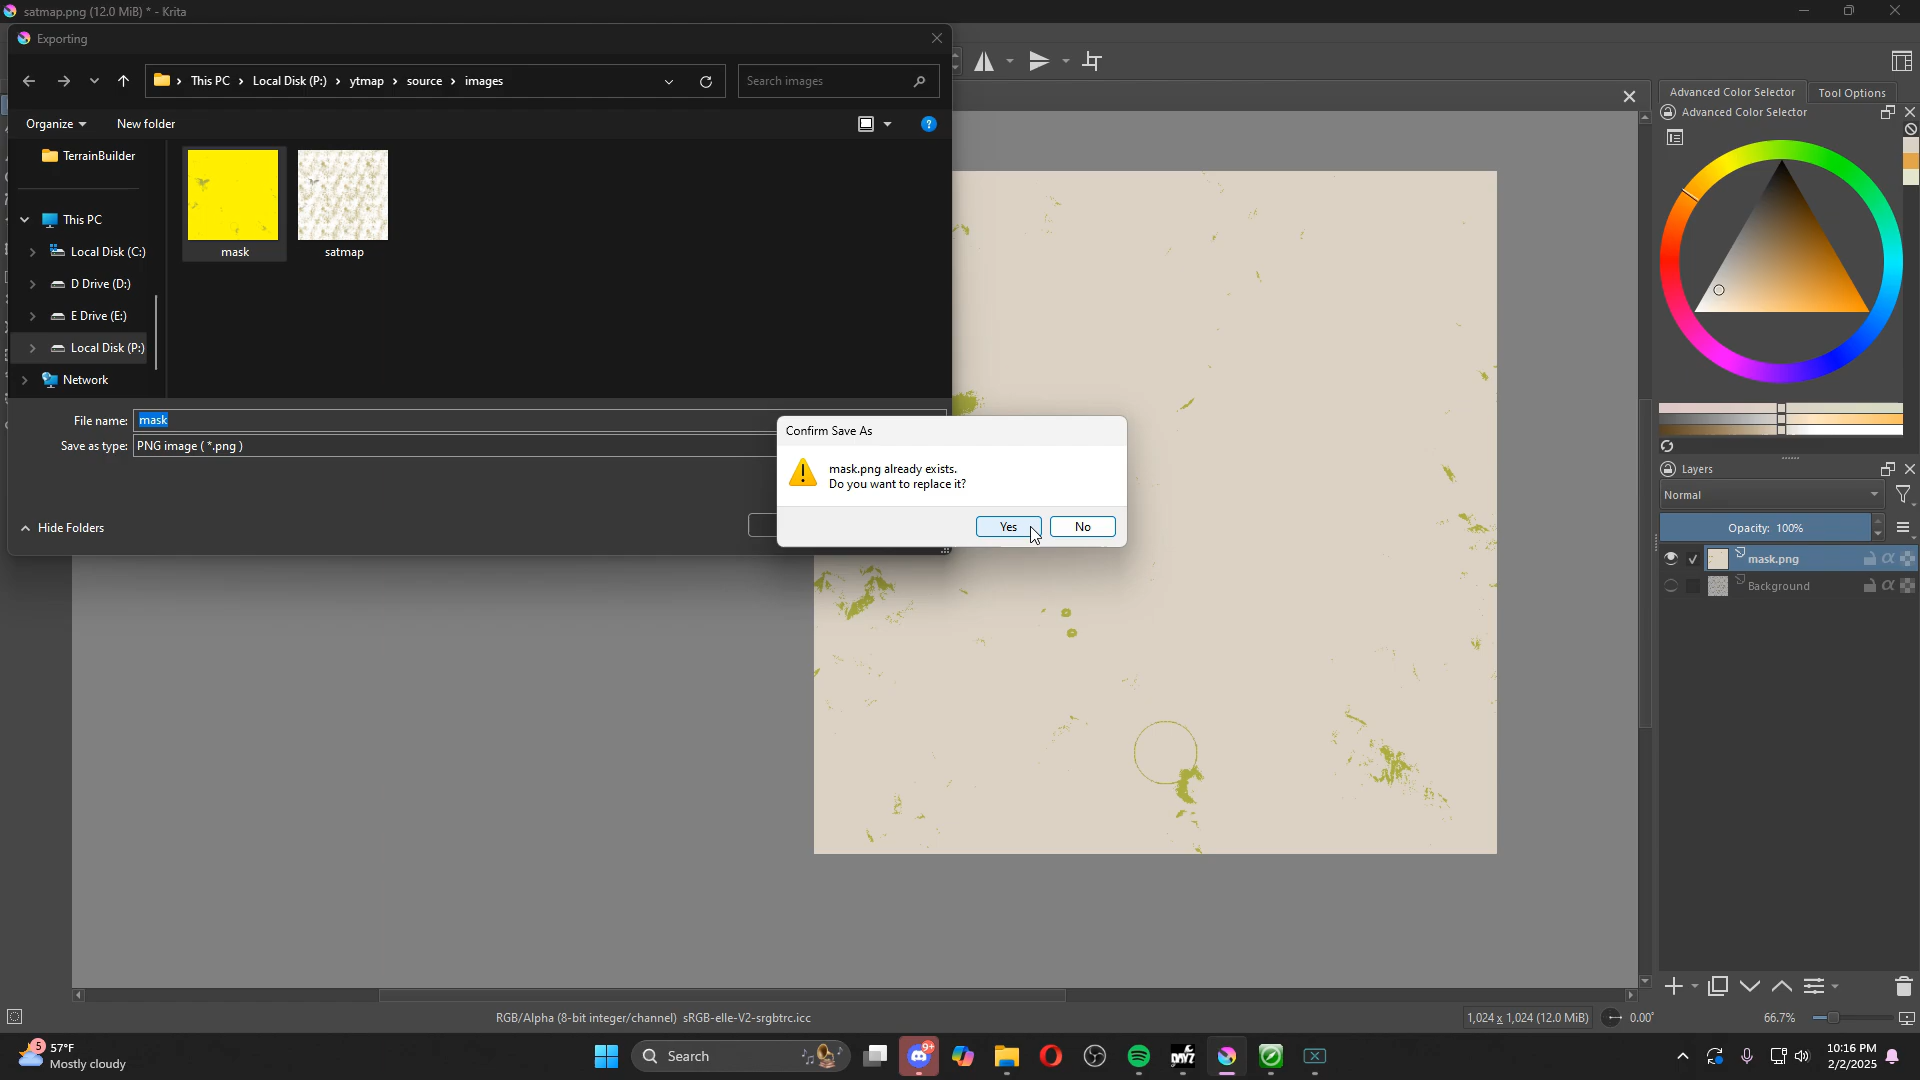 satmap.png (12.0 MiB) * - Krita
Exporting
This PC > Local Disk (P:) > ytmap > source > images
Search images
Organize
New folder
TerrainBuilder
This PC
Local Disk (C:)
D Drive (D:)
E Drive (E:)
Local Disk (P:)
Network
mask
satmap
File name: mask
Save as type: PNG image ( *.png )
Hide Folders
Confirm Save As
mask.png already exists.
Do you want to replace it?
Yes
No
Advanced Color Selector
Tool Options
Advanced Color Selector
Layers
Normal
Opacity: 100%
mask.png
Background
RGB/Alpha (8-bit integer/channel) sRGB-elle-V2-srgbtrc.icc
1,024 x 1,024 (12.0 MiB)
0.00°
66.7%
5
57°F
Mostly cloudy
Search
9+
DAYZ
10:16 PM
2/2/2025